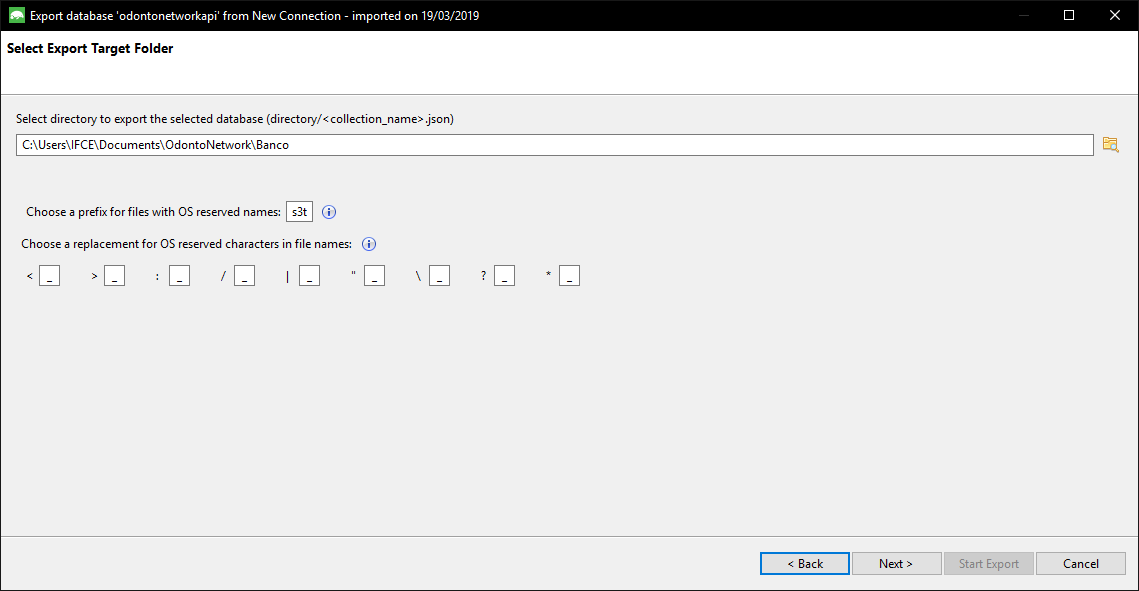 Export database 'odontonetworkapi' from New Connection - imported on 19/03/2019
Select Export Target Folder
Select directory to export the selected database (directory/<collection_name>.json)
C:\Users\IFCE\Documents\OdontoNetwork\Banco
Choose a prefix for files with OS reserved names: s3t
Choose a replacement for OS reserved characters in file names:
< _ > _ : _ / _ | _ " _ \ _ ? _ * _
< Back Next > Start Export Cancel